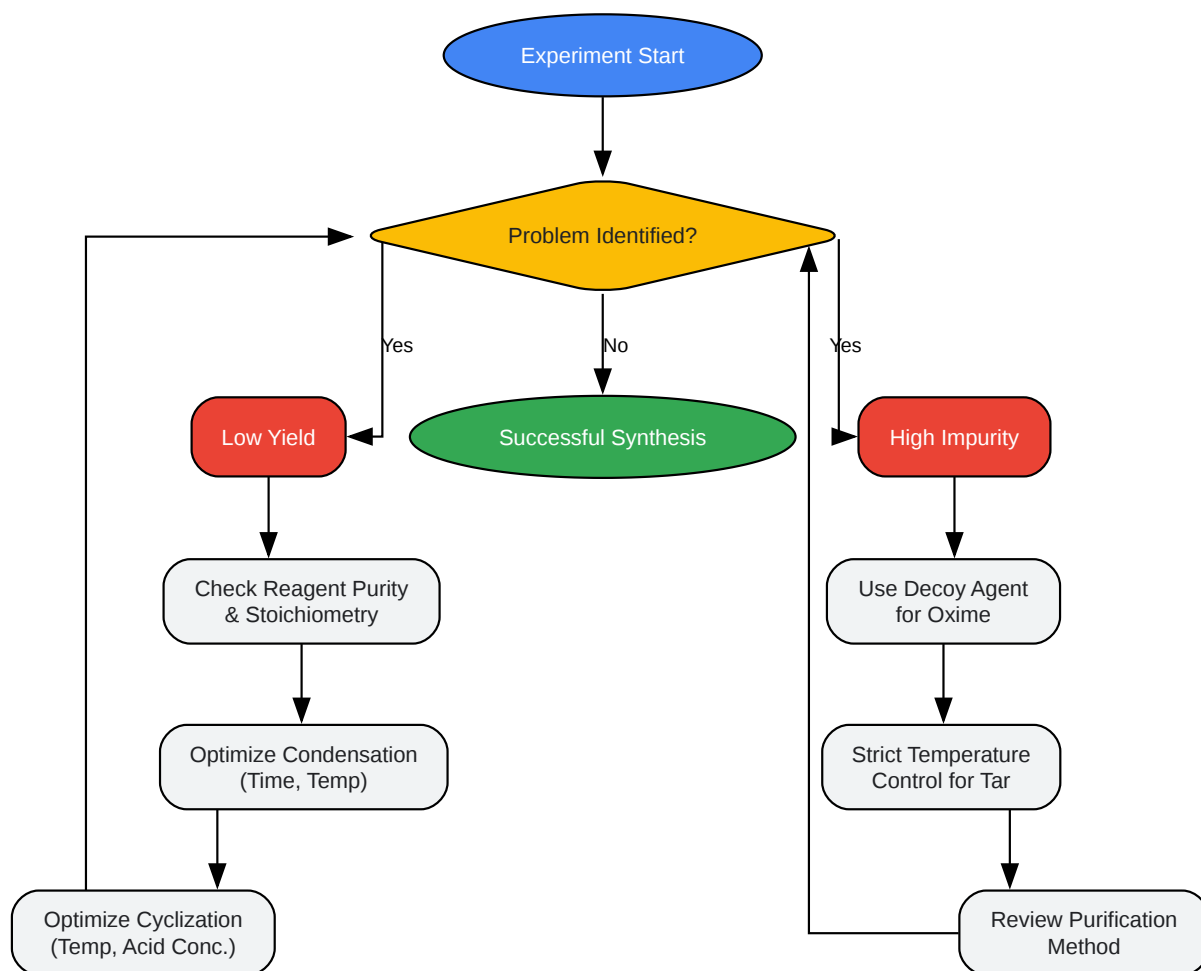 Experiment Start
Problem Identified?
Yes
No
Yes
Low Yield
Successful Synthesis
High Impurity
Check Reagent Purity
& Stoichiometry
Use Decoy Agent
for Oxime
Optimize Condensation
(Time, Temp)
Strict Temperature
Control for Tar
Optimize Cyclization
(Temp, Acid Conc.)
Review Purification
Method